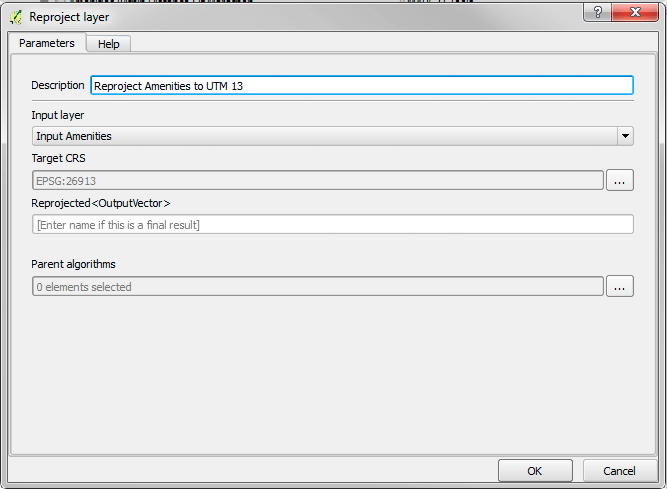 Reproject layer
Parameters
Help
Description
Reproject Amenities to UTM 13
Input layer
Input Amenities
Target CRS
EPSG:26913
...
Reprojected<OutputVector>
[Enter name if this is a final result]
Parent algorithms
0 elements selected
...
OK
Cancel